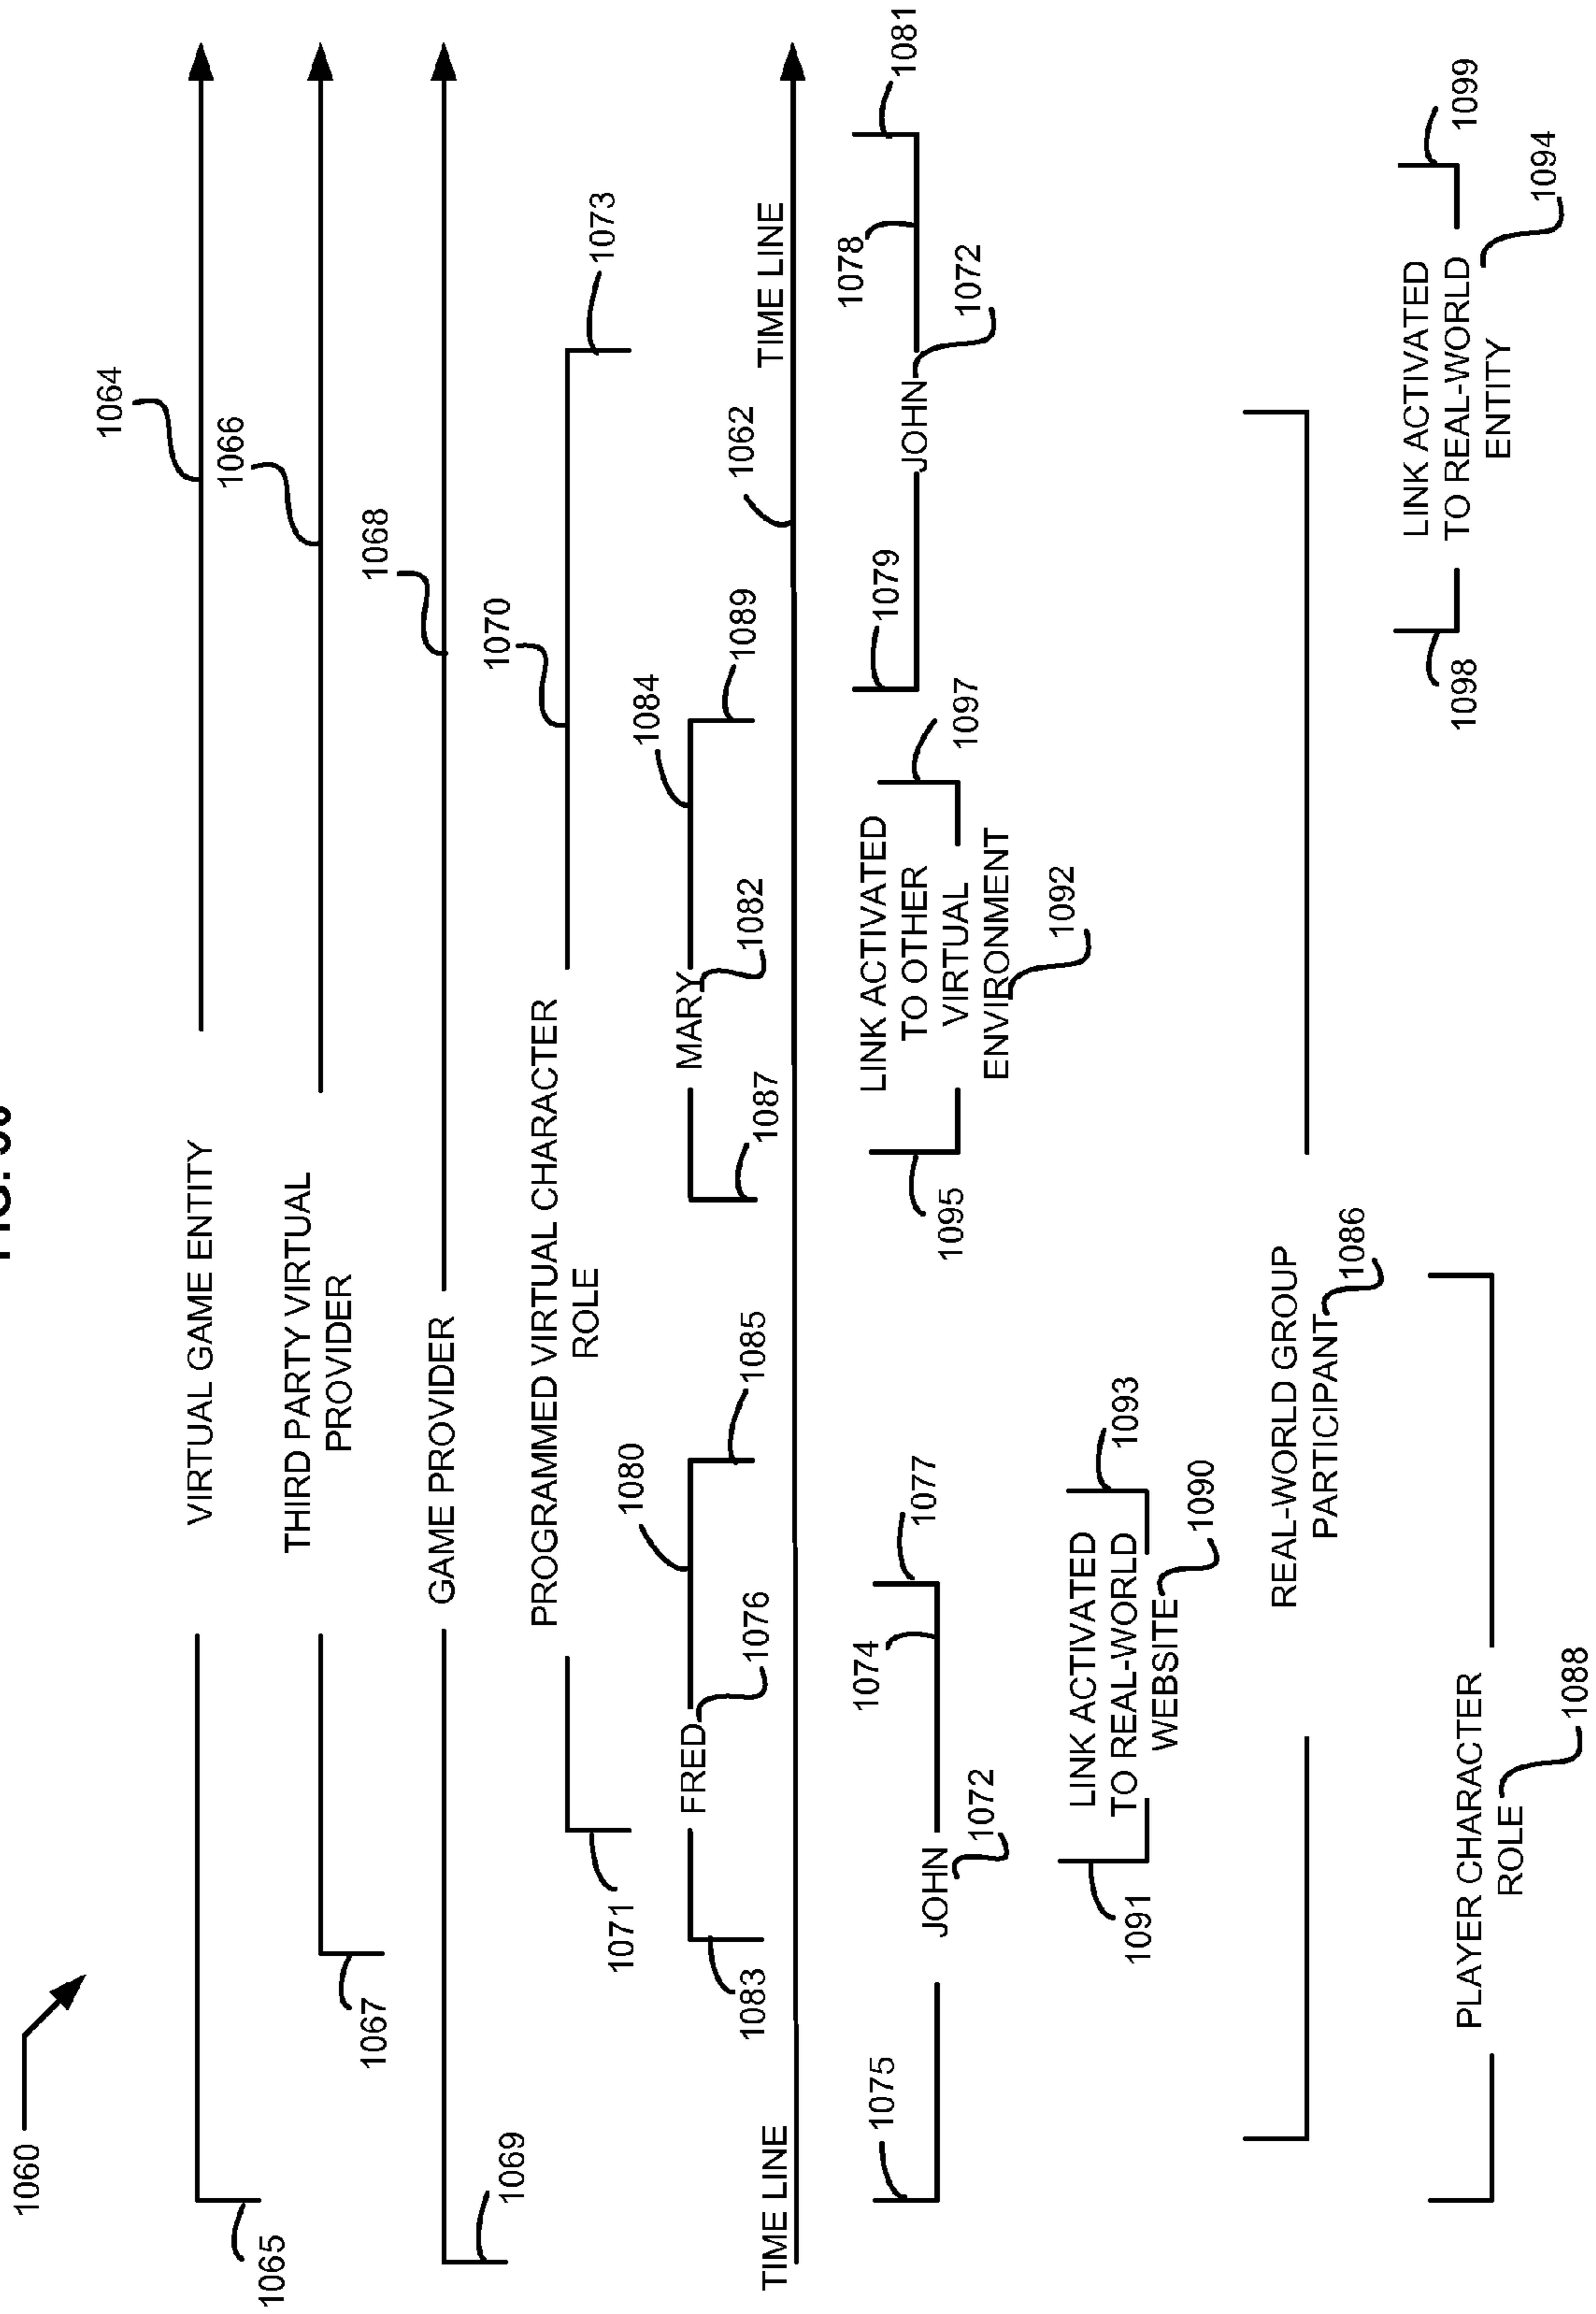 FIG.
1060
1064
VIRTUAL GAME ENTITY
1065
1066
THIRD PARTY VIRTUAL
PROVIDER
1067
1068
GAME PROVIDER
1069
1070
PROGRAMMED VIRTUAL CHARACTER
ROLE
1071
1073
1080
1084
FRED
MARY
1083
1076
1085
1087
1082
1089
TIME LINE
1062
TIME LINE
1075
1074
1077
LINK ACTIVATED
TO OTHER
VIRTUAL
ENVIRONMENT
1095
1097
1092
1079
1078
1081
JOHN
1072
JOHN
1072
LINK ACTIVATED
TO REAL-WORLD
WEBSITE
1091
1093
1090
REAL-WORLD GROUP
PARTICIPANT
1086
LINK ACTIVATED
TO REAL-WORLD
ENTITY
1098
1099
1094
PLAYER CHARACTER
ROLE
1088